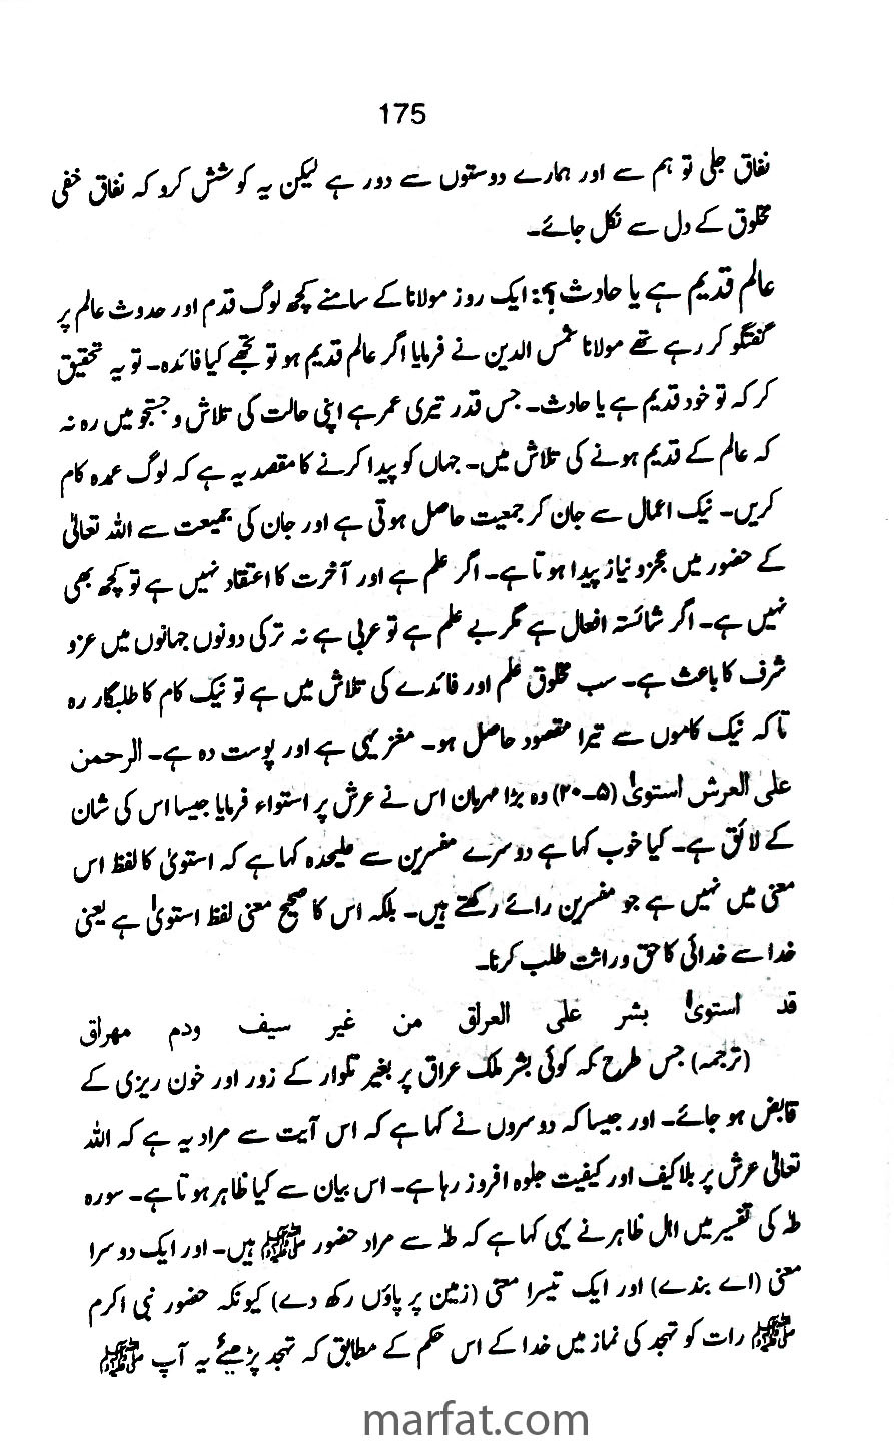 175
نفاق جلی تو ہم سے اور ہمارے دوستوں سے دور ہے لیکن یہ کوشش کرو کہ نفاق خفی
مخلوق کے دل سے نکل جائے۔
عالم قدیم ہے یا حادث؟: ایک روز مولانا کے سامنے کچھ لوگ قدم اور حدوث عالم پر
گفتگو کر رہے تھے مولانا شمس الدین نے فرمایا اگر عالم قدیم ہو تو تجھے کیا فائدہ۔ تو یہ تحقیق
کر کہ تو خود قدیم ہے یا حادث۔ جس قدر تیری عمر ہے اپنی حالت کی تلاش و جستجو میں رہ نہ
کہ عالم کے قدیم ہونے کی تلاش میں۔ جہاں کو پیدا کرنے کا مقصد یہ ہے کہ لوگ عمدہ کام
کریں۔ نیک اعمال سے جان کر جمعیت حاصل ہوتی ہے اور جان کی جمیعت سے اللہ تعالیٰ
کے حضور میں عجز و نیاز پیدا ہوتا ہے۔ اگر علم ہے اور آخرت کا اعتقاد نہیں ہے تو کچھ بھی
نہیں ہے۔ اگر شائستہ افعال ہے مگر بے علم ہے تو عربی ہے نہ ترکی دونوں جہانوں میں عز و
شرف کا باعث ہے۔ سب مخلوق علم اور فائدے کی تلاش میں ہے تو نیک کام کا طلبگار رہ
تاکہ نیک کاموں سے تیرا مقصود حاصل ہو۔ مغز یہی ہے اور پوست وہ ہے۔ الرحمن
علی العرش استویٰ (۵۔۲۰) وہ بڑا مہربان اس نے عرش پر استواء فرمایا جیسا اس کی شان
کے لائق ہے۔ کیا خوب کہا ہے دوسرے مفسرین سے علیحدہ کہا ہے کہ استویٰ کا لفظ اس
معنی میں نہیں ہے جو مفسرین رائے رکھتے ہیں۔ بلکہ اس کا صحیح معنی لفظ استویٰ ہے یعنی
خدا سے خدائی کا حق وراثت طلب کرنا۔
قد استویٰ بشر علی العراق من غیر سیف ودم مھراق
(ترجمہ) جس طرح کہ کوئی بشر ملک عراق پر بغیر تلوار کے زور اور خون ریزی کے
قابض ہو جائے۔ اور جیسا کہ دوسروں نے کہا ہے کہ اس آیت سے مراد یہ ہے کہ اللہ
تعالیٰ عرش پر بلا کیف اور کیفیت جلوہ افروز رہا ہے۔ اس بیان سے کیا ظاہر ہوتا ہے۔ سورہ
طہٰ کی تفسیر میں اہل ظاہر نے یہی کہا ہے کہ طہٰ سے مراد حضور ﷺ ہیں۔ اور ایک دوسرا
معنی (اے بندے) اور ایک تیسرا معنی (زمین پر پاؤں رکھ دے) کیونکہ حضور نبی اکرم
ﷺ رات کو تہجد کی نماز میں خدا کے اس حکم کے مطابق کہ تہجد پڑھیئے یہ آپ ﷺ
marfat.com